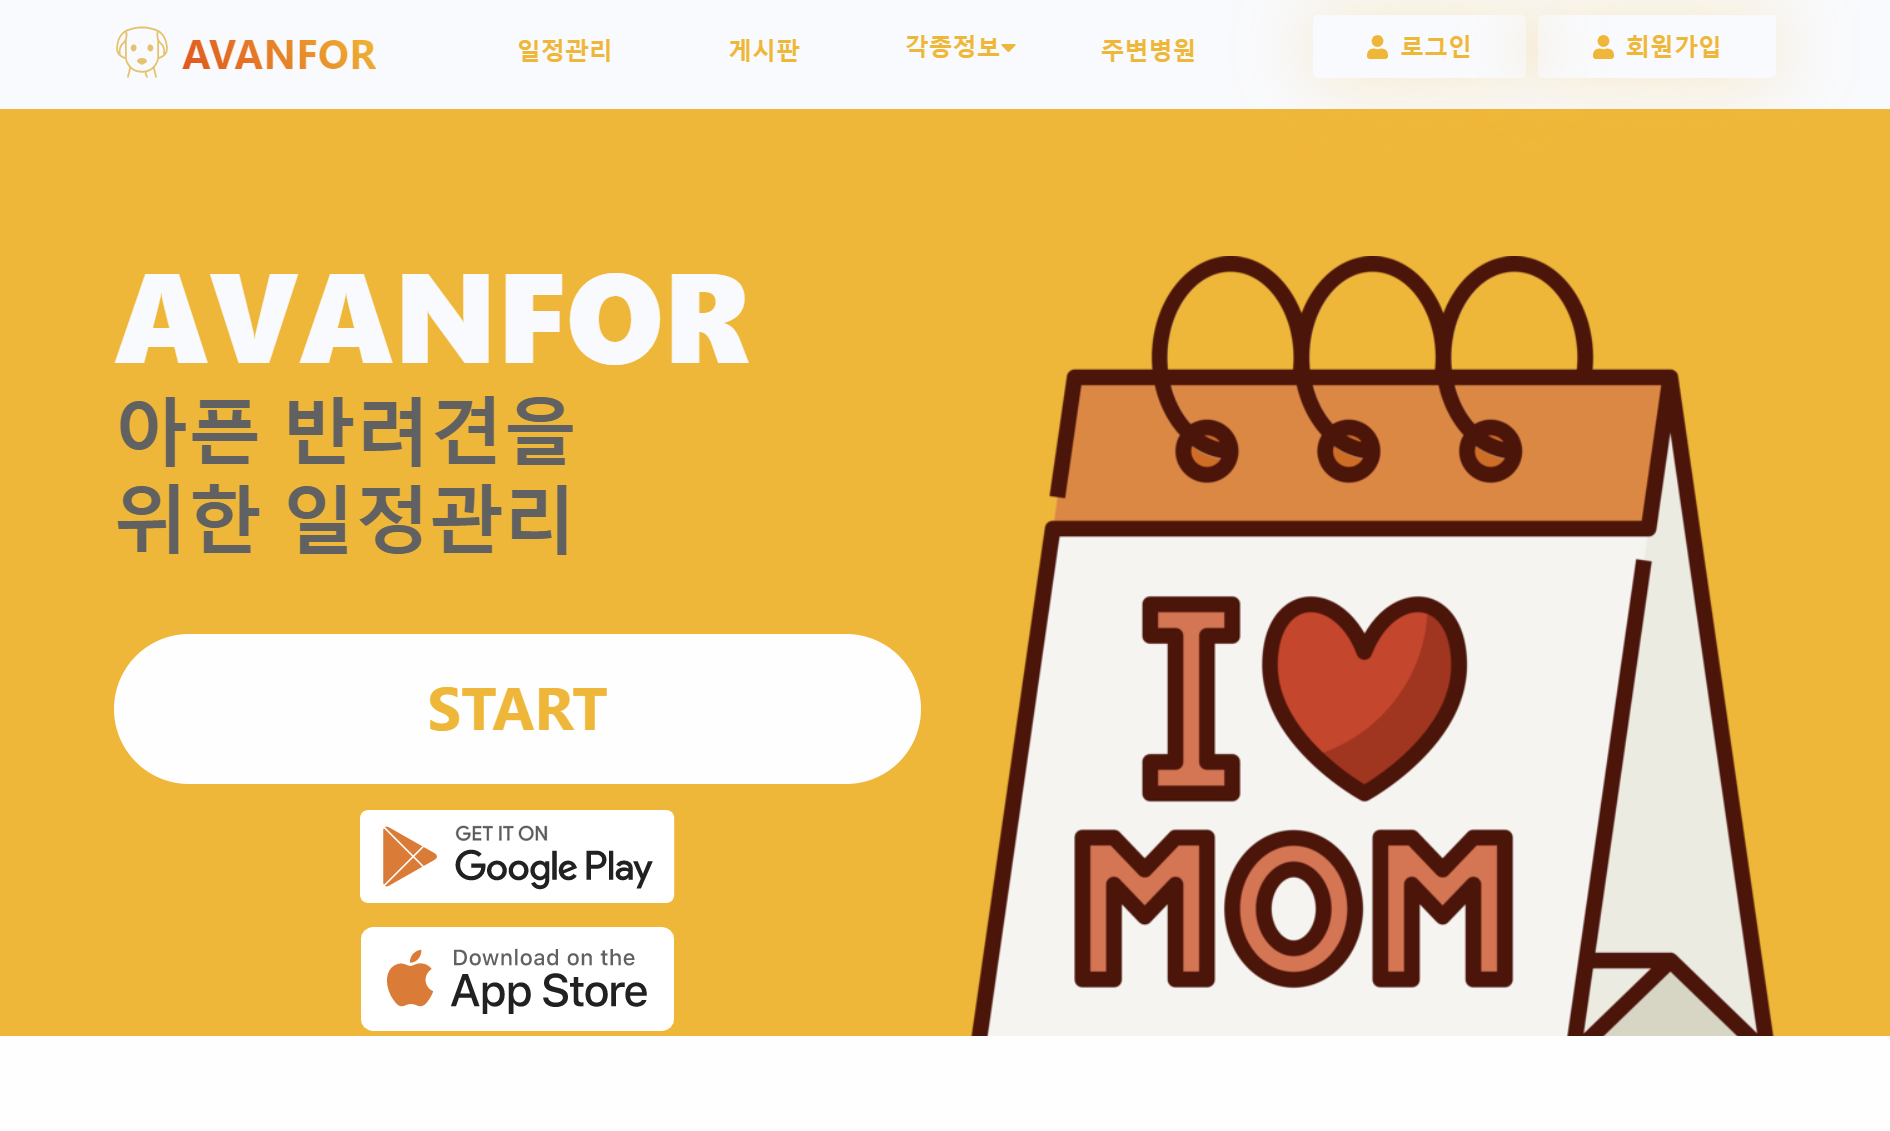 AVANFOR
일정관리
게시판
각종정보
주변병원
로그인
회원가입
AVANFOR
아픈 반려견을
위한 일정관리
START
GET IT ON
Google Play
Download on the
App Store
I
MOM